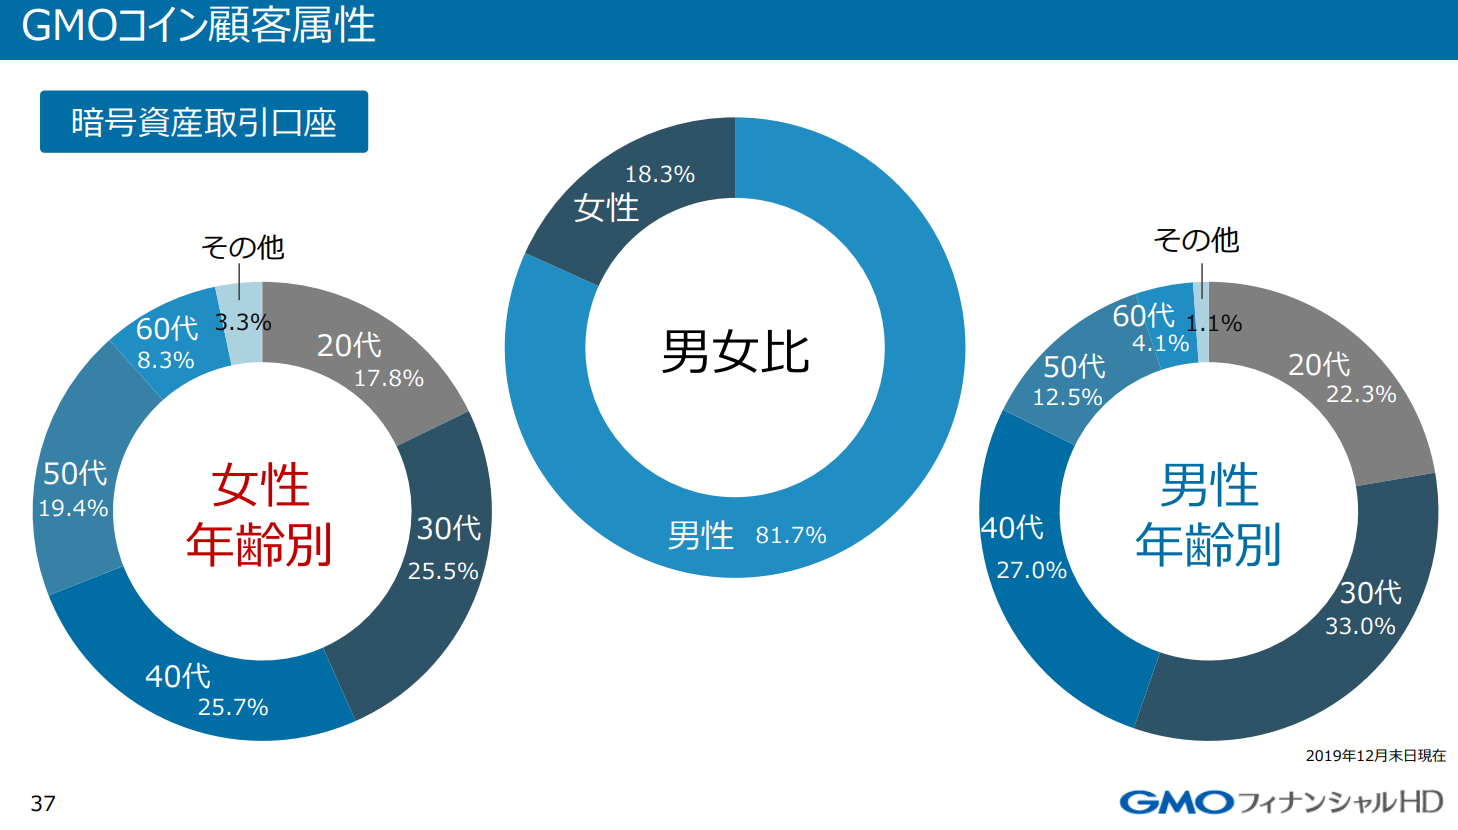 GMOコイン顧客属性
暗号資産取引口座
18.3%
女性
男女比
男性 81.7%
その他
3.3%
20代
17.8%
30代
25.5%
40代
25.7%
50代
19.4%
60代
8.3%
女性
年齢別
その他
1.1%
20代
22.3%
30代
33.0%
40代
27.0%
50代
12.5%
60代
4.1%
男性
年齢別
2019年12月末日現在
37
GMOフィナンシャルHD